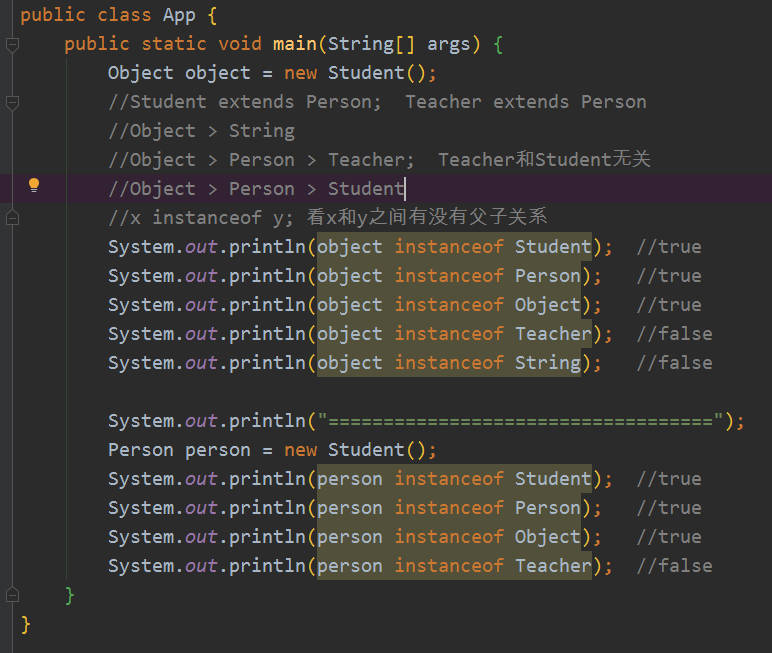 public class App {
    public static void main(String[] args) {
        Object object = new Student();
        //Student extends Person;  Teacher extends Person
        //Object > String
        //Object > Person > Teacher;  Teacher和Student无关
        //Object > Person > Student
        //x instanceof y; 看x和y之间有没有父子关系
        System.out.println(object instanceof Student);  //true
        System.out.println(object instanceof Person);   //true
        System.out.println(object instanceof Object);   //true
        System.out.println(object instanceof Teacher);  //false
        System.out.println(object instanceof String);   //false
        System.out.println("===================================");
        Person person = new Student();
        System.out.println(person instanceof Student);  //true
        System.out.println(person instanceof Person);   //true
        System.out.println(person instanceof Object);   //true
        System.out.println(person instanceof Teacher);  //false
    }
}